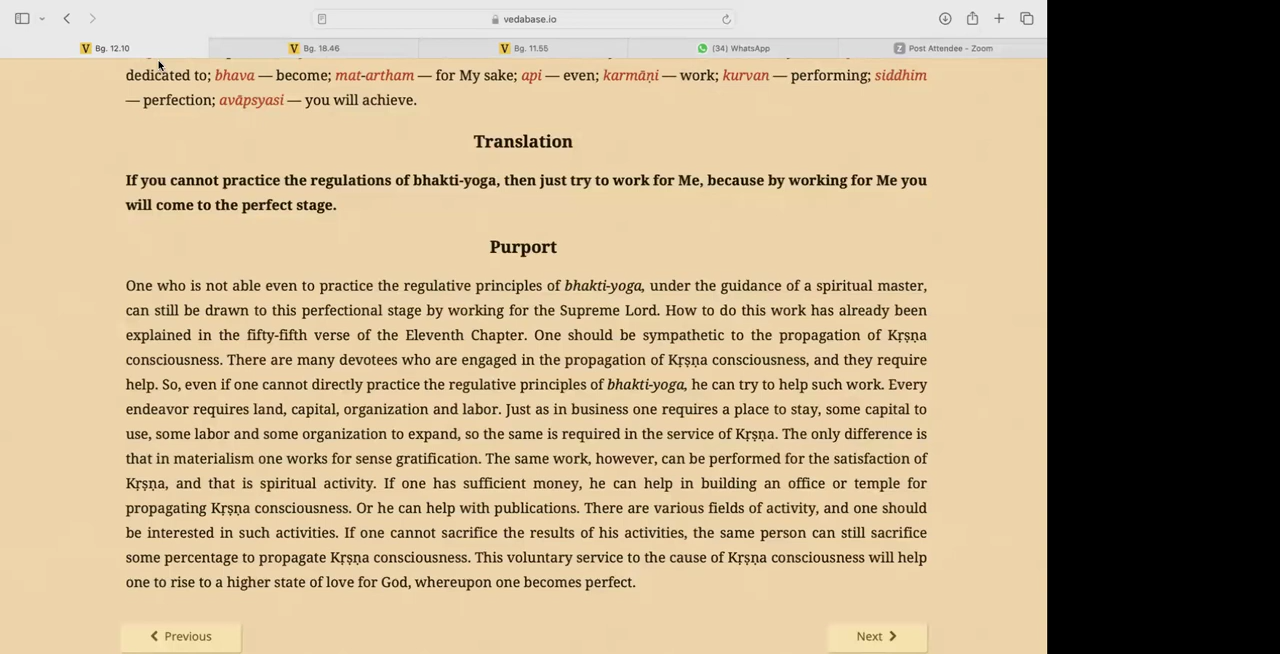 vedabase.io
Bg. 12.10
Bg. 18.46
Bg. 11.55
(34) WhatsApp
Post Attendee - Zoom
dedicated to; bhava — become; mat-artham — for My sake; api — even; karmāṇi — work; kurvan — performing; siddhim
— perfection; avāpsyasi — you will achieve.
Translation
If you cannot practice the regulations of bhakti-yoga, then just try to work for Me, because by working for Me you
will come to the perfect stage.
Purport
One who is not able even to practice the regulative principles of bhakti-yoga, under the guidance of a spiritual master,
can still be drawn to this perfectional stage by working for the Supreme Lord. How to do this work has already been
explained in the fifty-fifth verse of the Eleventh Chapter. One should be sympathetic to the propagation of Kṛṣṇa
consciousness. There are many devotees who are engaged in the propagation of Kṛṣṇa consciousness, and they require
help. So, even if one cannot directly practice the regulative principles of bhakti-yoga, he can try to help such work. Every
endeavor requires land, capital, organization and labor. Just as in business one requires a place to stay, some capital to
use, some labor and some organization to expand, so the same is required in the service of Kṛṣṇa. The only difference is
that in materialism one works for sense gratification. The same work, however, can be performed for the satisfaction of
Kṛṣṇa, and that is spiritual activity. If one has sufficient money, he can help in building an office or temple for
propagating Kṛṣṇa consciousness. Or he can help with publications. There are various fields of activity, and one should
be interested in such activities. If one cannot sacrifice the results of his activities, the same person can still sacrifice
some percentage to propagate Kṛṣṇa consciousness. This voluntary service to the cause of Kṛṣṇa consciousness will help
one to rise to a higher state of love for God, whereupon one becomes perfect.
Previous
Next